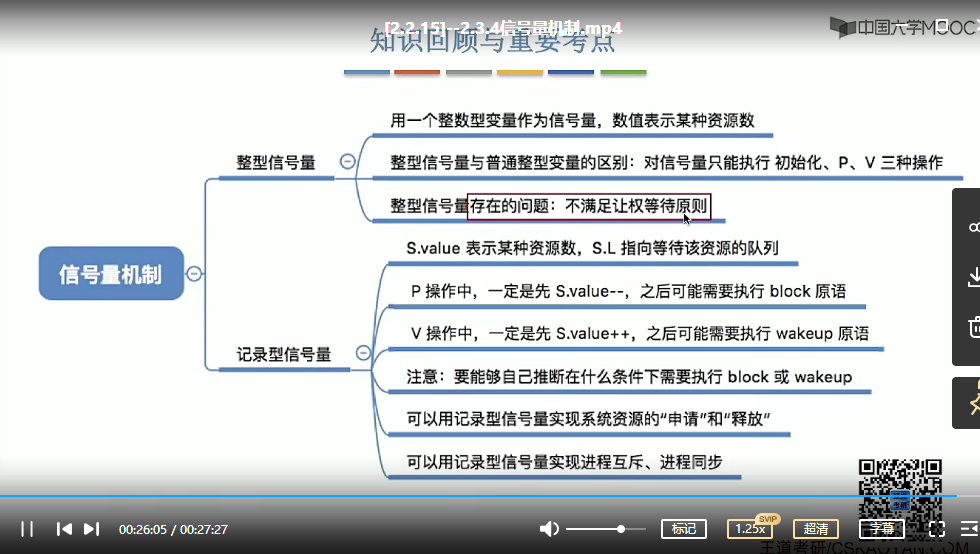 [2.2.15]--2.3.4信号量机制.mp4
中国大学MOOC
知识回顾与重要考点
用一个整数型变量作为信号量，数值表示某种资源数
整型信号量
整型信号量与普通整型变量的区别：对信号量只能执行 初始化、P、V 三种操作
整型信号量存在的问题：不满足让权等待原则
信号量机制
S.value 表示某种资源数，S.L 指向等待该资源的队列
P 操作中，一定是先 S.value--，之后可能需要执行 block 原语
V 操作中，一定是先 S.value++，之后可能需要执行 wakeup 原语
记录型信号量
注意：要能够自己推断在什么条件下需要执行 block 或 wakeup
可以用记录型信号量实现系统资源的“申请”和“释放”
可以用记录型信号量实现进程互斥、进程同步
00:26:05 / 00:27:27
标记
1.25x
SVIP
超清
字幕
王道考研/CSKAOYAN.COM